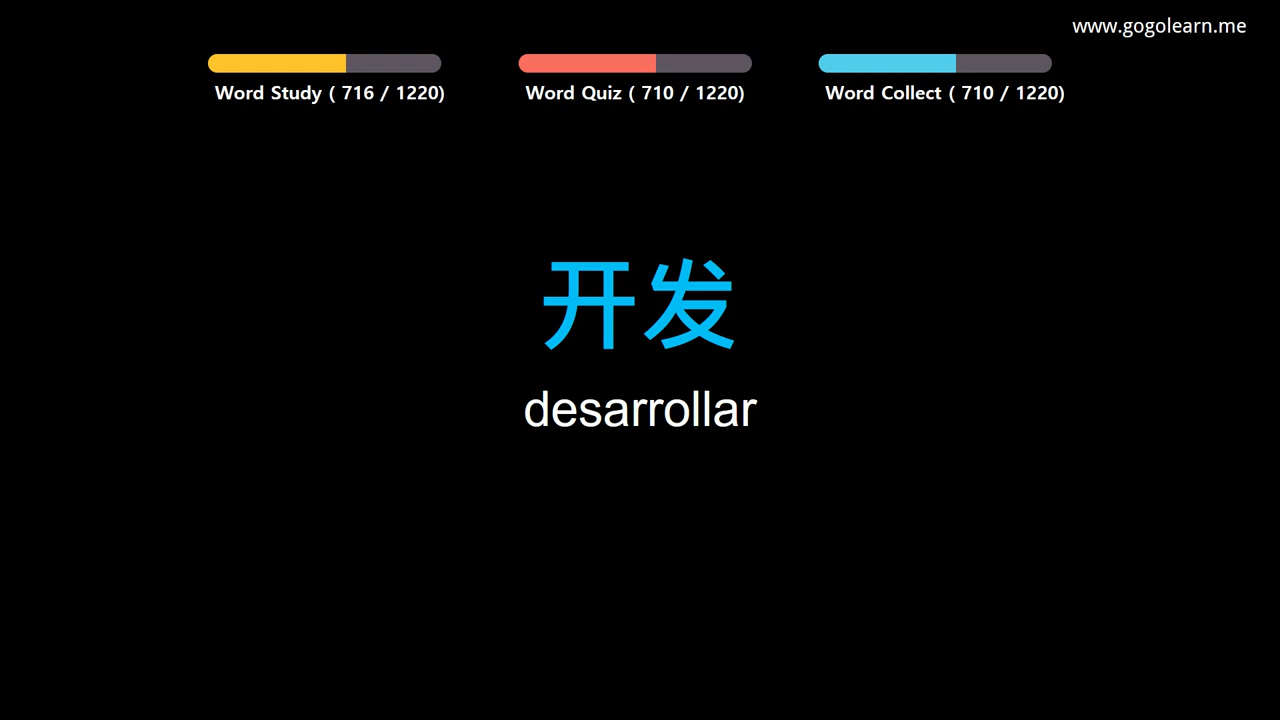 www.gogolearn.me
Word Study ( 716 / 1220)
Word Quiz ( 710 / 1220)
Word Collect ( 710 / 1220)
开发
desarrollar